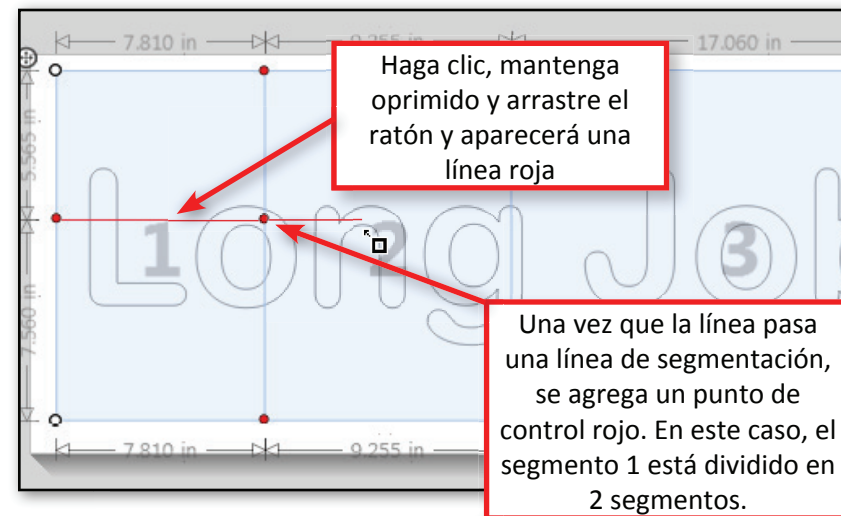 7.810 in
9.255 in
17.060 in
Haga clic, mantenga
oprimido y arrastre el
ratón y aparecerá una
línea roja
5.565 in
Long Job
1
2
3
7.560 in
Una vez que la línea pasa
una línea de segmentación,
se agrega un punto de
control rojo. En este caso, el
segmento 1 está dividido en
2 segmentos.
7.810 in
9.255 in